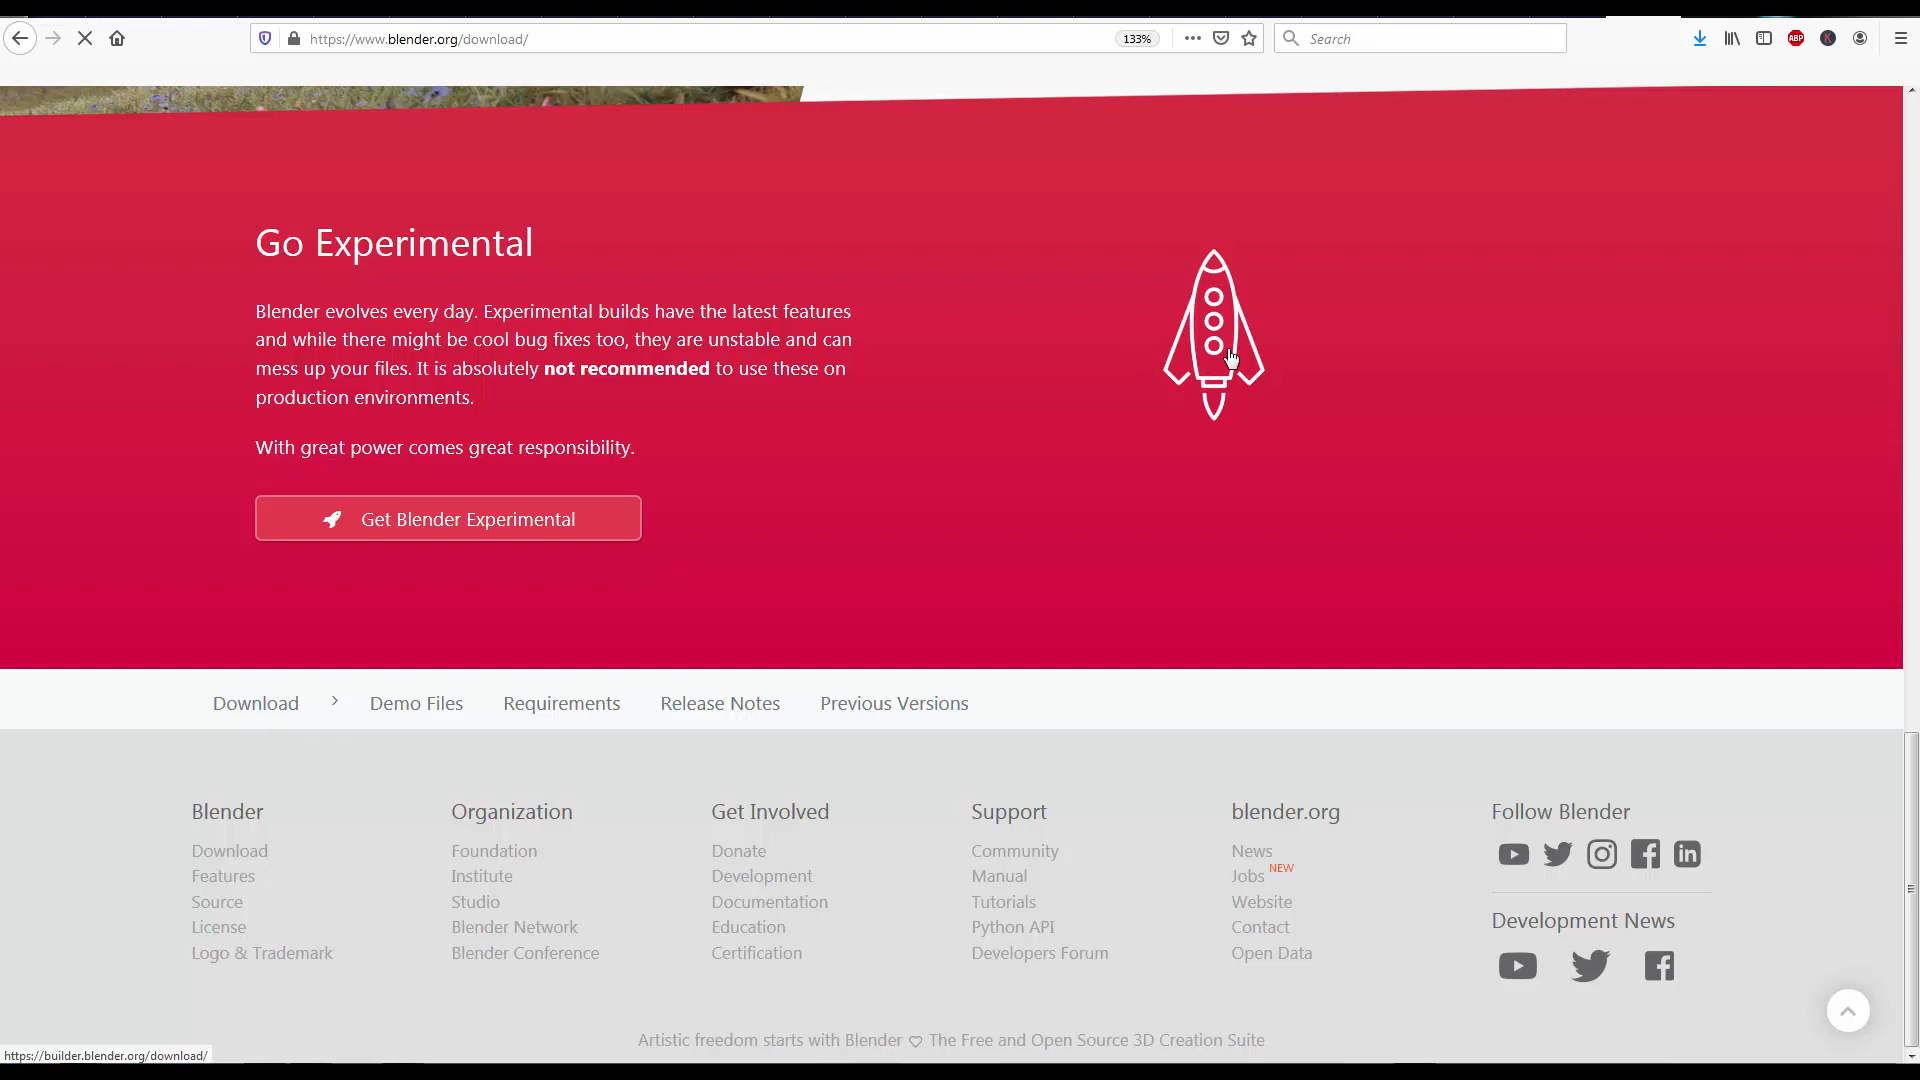 https://www.blender.org/download/
133%
Search
ABP
K
Go Experimental
Blender evolves every day. Experimental builds have the latest features
and while there might be cool bug fixes too, they are unstable and can
mess up your files. It is absolutely not recommended to use these on
production environments.
With great power comes great responsibility.
Get Blender Experimental
Download > Demo Files Requirements Release Notes Previous Versions
Blender
Download
Features
Source
License
Logo & Trademark
Organization
Foundation
Institute
Studio
Blender Network
Blender Conference
Get Involved
Donate
Development
Documentation
Education
Certification
Support
Community
Manual
Tutorials
Python API
Developers Forum
blender.org
News
Jobs NEW
Website
Contact
Open Data
Follow Blender
Development News
Artistic freedom starts with Blender ♡ The Free and Open Source 3D Creation Suite
https://builder.blender.org/download/